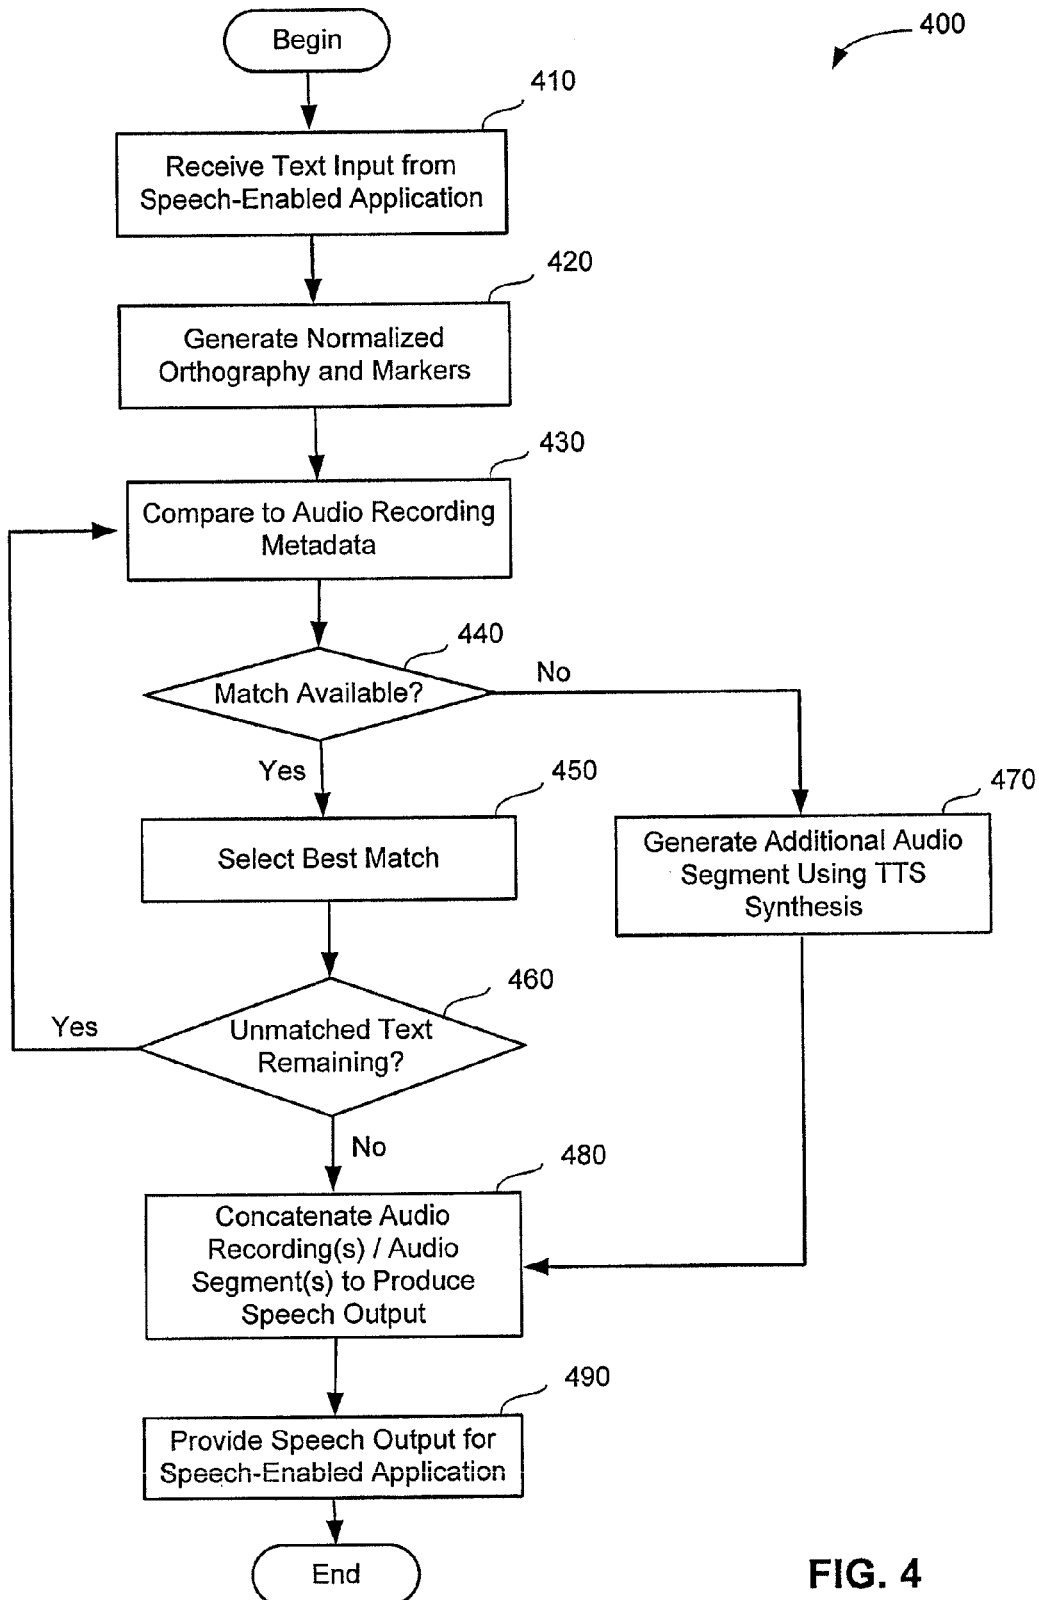 Begin
400
410
Receive Text Input from
Speech-Enabled Application
420
Generate Normalized
Orthography and Markers
430
Compare to Audio Recording
Metadata
440
Match Available?
No
Yes
450
Select Best Match
470
Generate Additional Audio
Segment Using TTS
Synthesis
460
Unmatched Text
Remaining?
Yes
No
480
Concatenate Audio
Recording(s) / Audio
Segment(s) to Produce
Speech Output
490
Provide Speech Output for
Speech-Enabled Application
End
FIG. 4